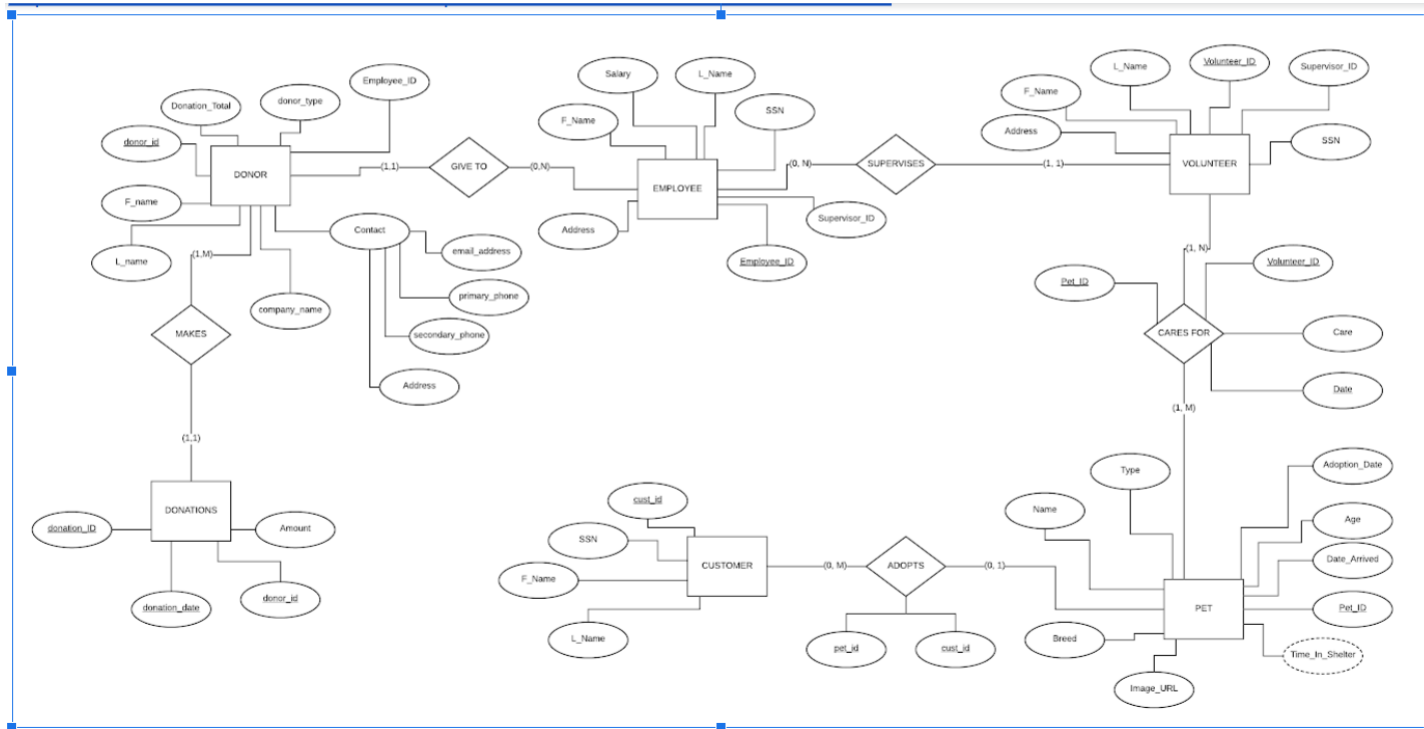 Employee_ID
donor_type
Donation_Total
donor_id
DONOR
F_name
L_name
(1,M)
company_name
Contact
email_address
primary_phone
secondary_phone
Address
(1,1)
GIVE TO
(0,N)
MAKES
(1,1)
DONATIONS
donation_ID
Amount
donation_date
donor_id
Salary
L_Name
F_Name
SSN
EMPLOYEE
Address
Employee_ID
Supervisor_ID
(0, N)
SUPERVISES
(1, 1)
L_Name
Volunteer_ID
Supervisor_ID
F_Name
Address
SSN
VOLUNTEER
(1, N)
Volunteer_ID
Pet_ID
CARES FOR
Care
Date
(1, M)
cust_id
SSN
F_Name
L_Name
CUSTOMER
(0, M)
ADOPTS
(0, 1)
pet_id
cust_id
Type
Name
Adoption_Date
Age
Date_Arrived
PET
Pet_ID
Breed
Time_In_Shelter
Image_URL